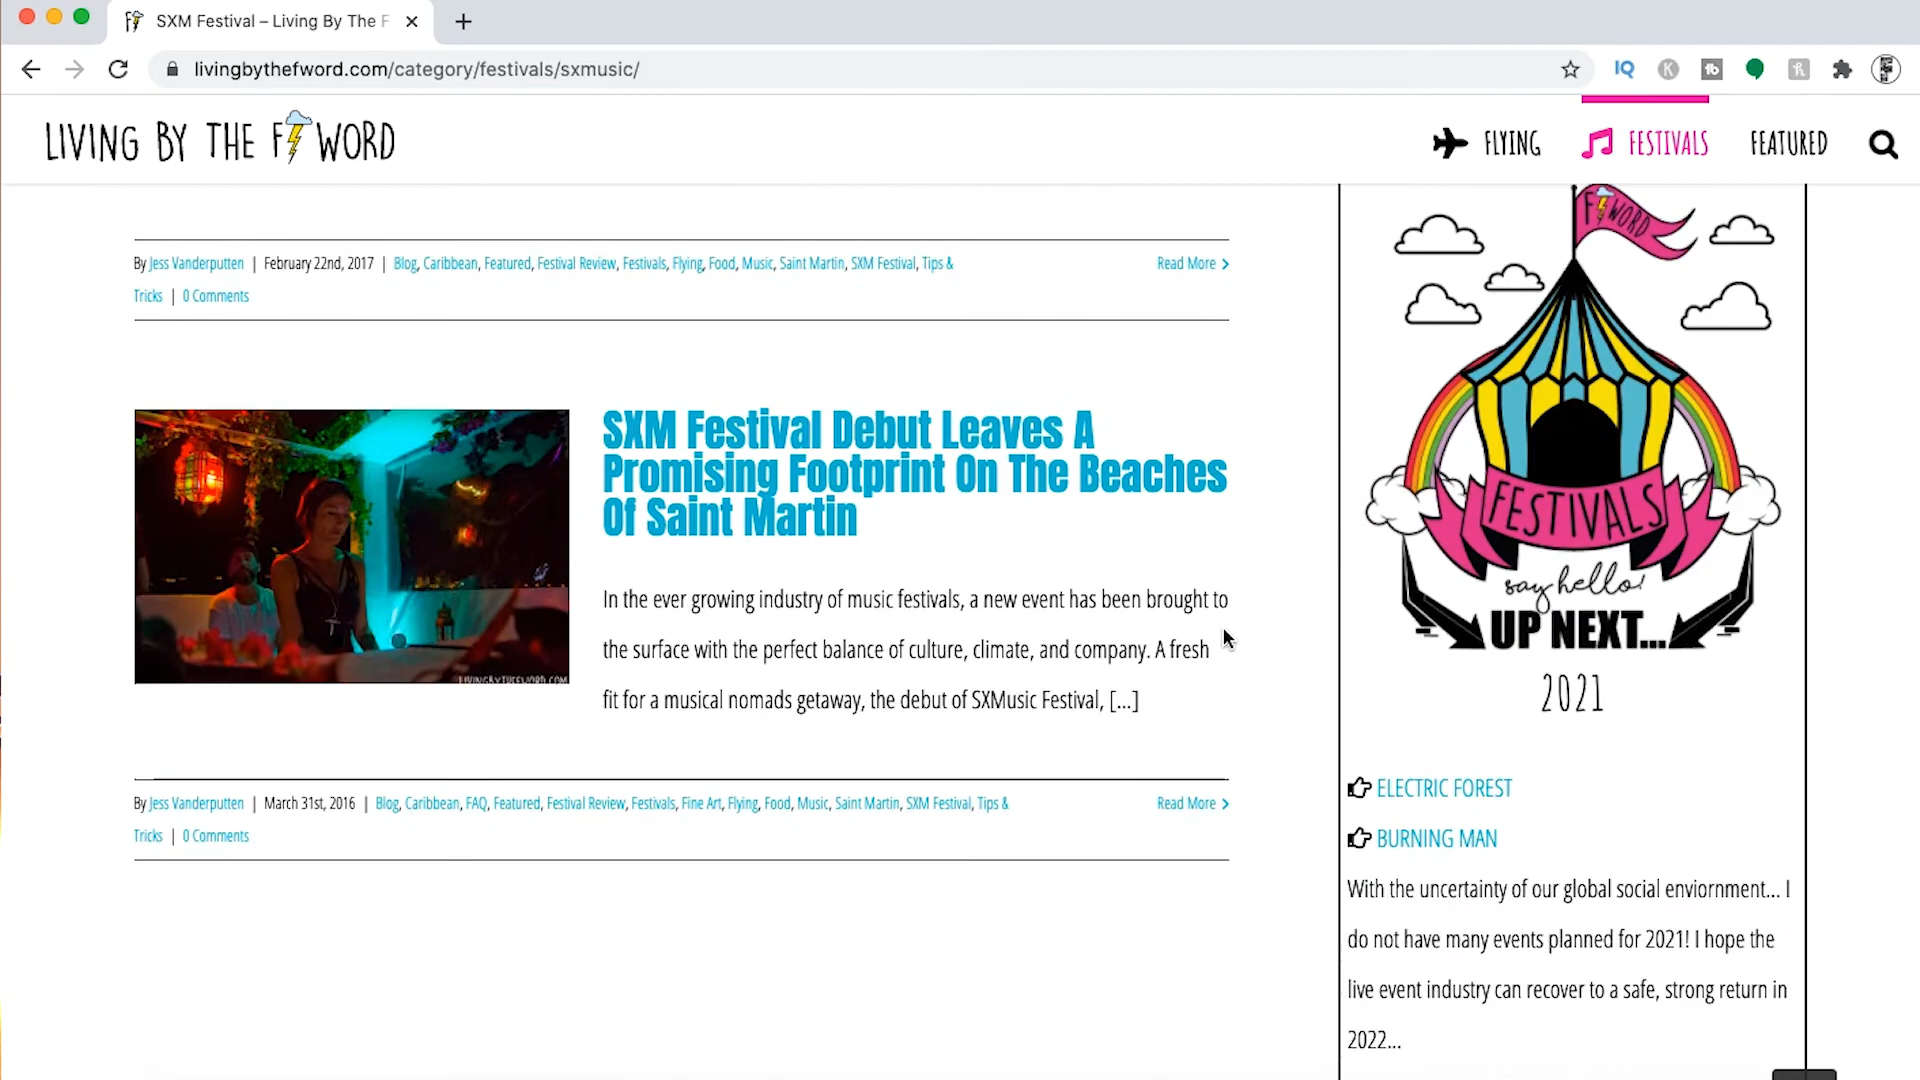 SXM Festival – Living By The F
livingbythefword.com/category/festivals/sxmusic/
IQ
K
tb
h
LIVING BY THE F WORD
FLYING
FESTIVALS
FEATURED
By Jess Vanderputten | February 22nd, 2017 | Blog, Caribbean, Featured, Festival Review, Festivals, Flying, Food, Music, Saint Martin, SXM Festival, Tips &
Tricks | 0 Comments
Read More
SXM Festival Debut Leaves A
Promising Footprint On The Beaches
Of Saint Martin
In the ever growing industry of music festivals, a new event has been brought to
the surface with the perfect balance of culture, climate, and company. A fresh
fit for a musical nomads getaway, the debut of SXMusic Festival, [...]
LIVINGBYTHEFWORD.COM
By Jess Vanderputten | March 31st, 2016 | Blog, Caribbean, FAQ, Featured, Festival Review, Festivals, Fine Art, Flying, Food, Music, Saint Martin, SXM Festival, Tips &
Tricks | 0 Comments
Read More
F WORD
FESTIVALS
say hello!
UP NEXT...
2021
ELECTRIC FOREST
BURNING MAN
With the uncertainty of our global social enviornment... I
do not have many events planned for 2021! I hope the
live event industry can recover to a safe, strong return in
2022...